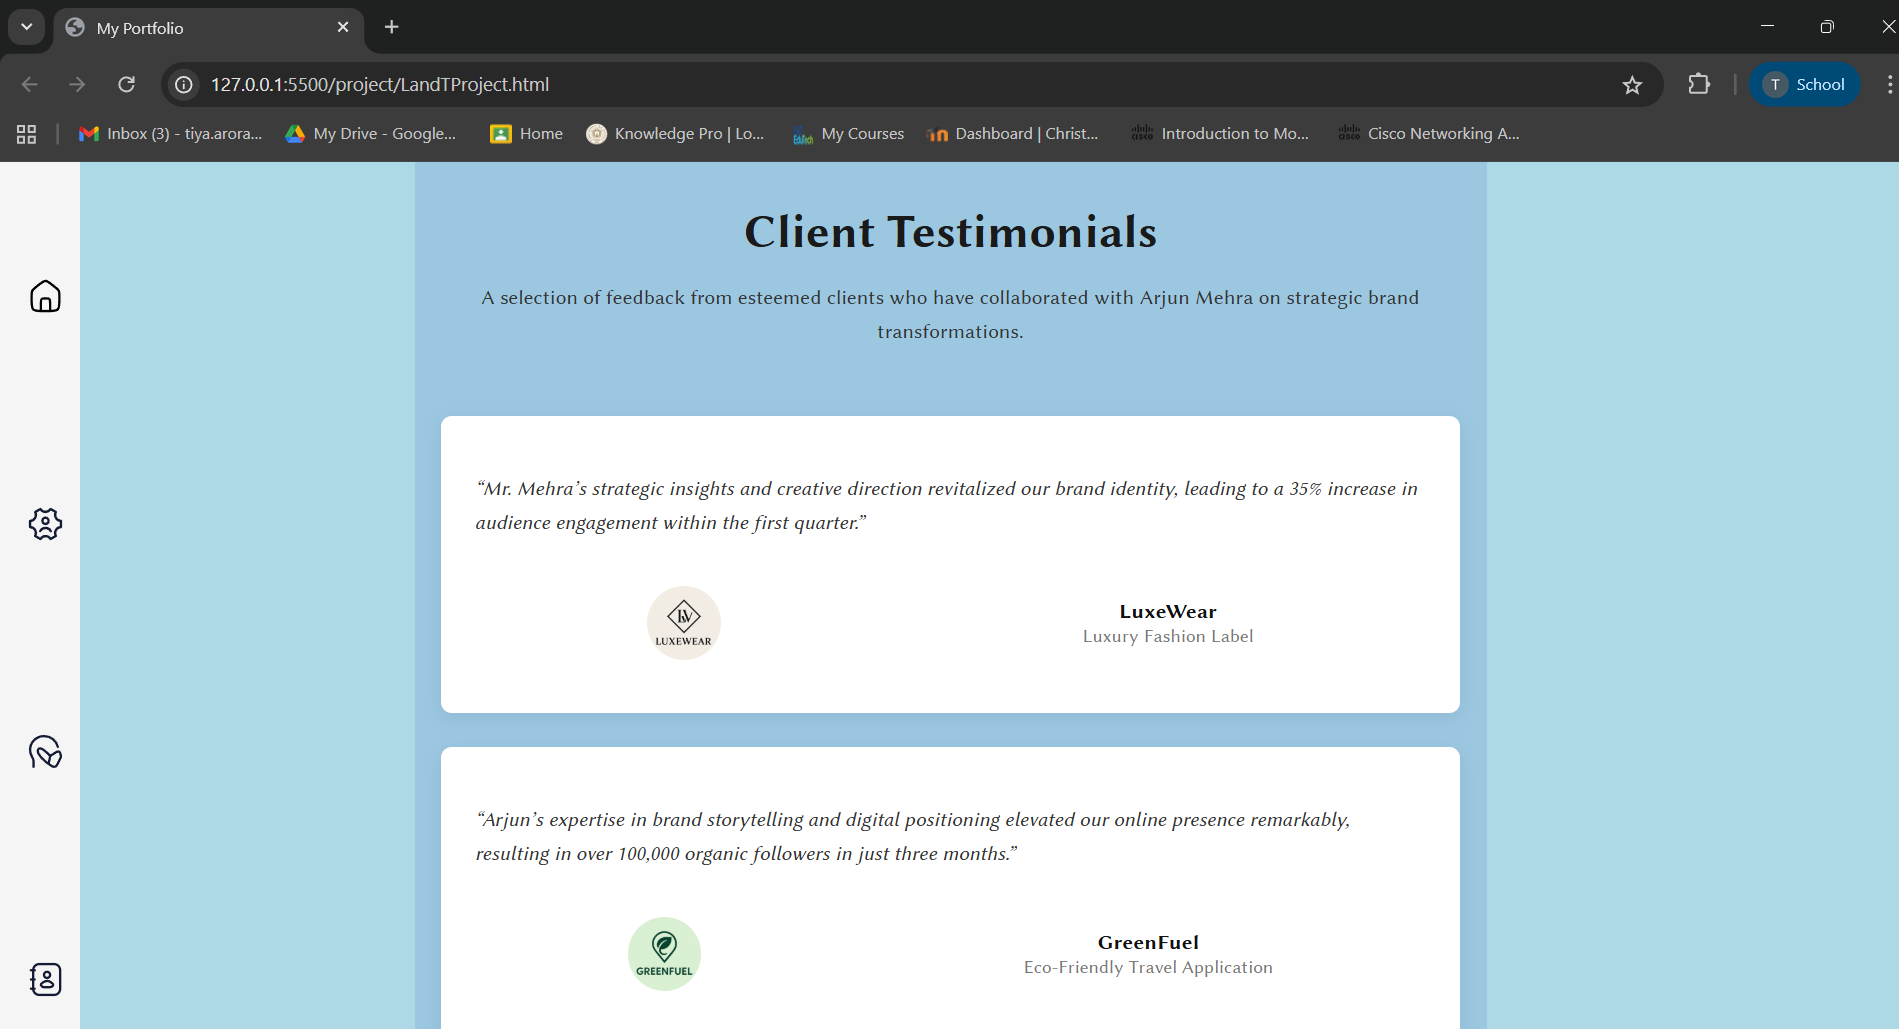 My Portfolio
127.0.0.1:5500/project/LandTProject.html
T School
Inbox (3) - tiya.arora... My Drive - Google... Home Knowledge Pro | Lo... My Courses Dashboard | Christ... Introduction to Mo... Cisco Networking A...
Client Testimonials
A selection of feedback from esteemed clients who have collaborated with Arjun Mehra on strategic brand
transformations.
“Mr. Mehra’s strategic insights and creative direction revitalized our brand identity, leading to a 35% increase in
audience engagement within the first quarter.”
LUXEWEAR
LuxeWear
Luxury Fashion Label
“Arjun’s expertise in brand storytelling and digital positioning elevated our online presence remarkably,
resulting in over 100,000 organic followers in just three months.”
GREENFUEL
GreenFuel
Eco-Friendly Travel Application